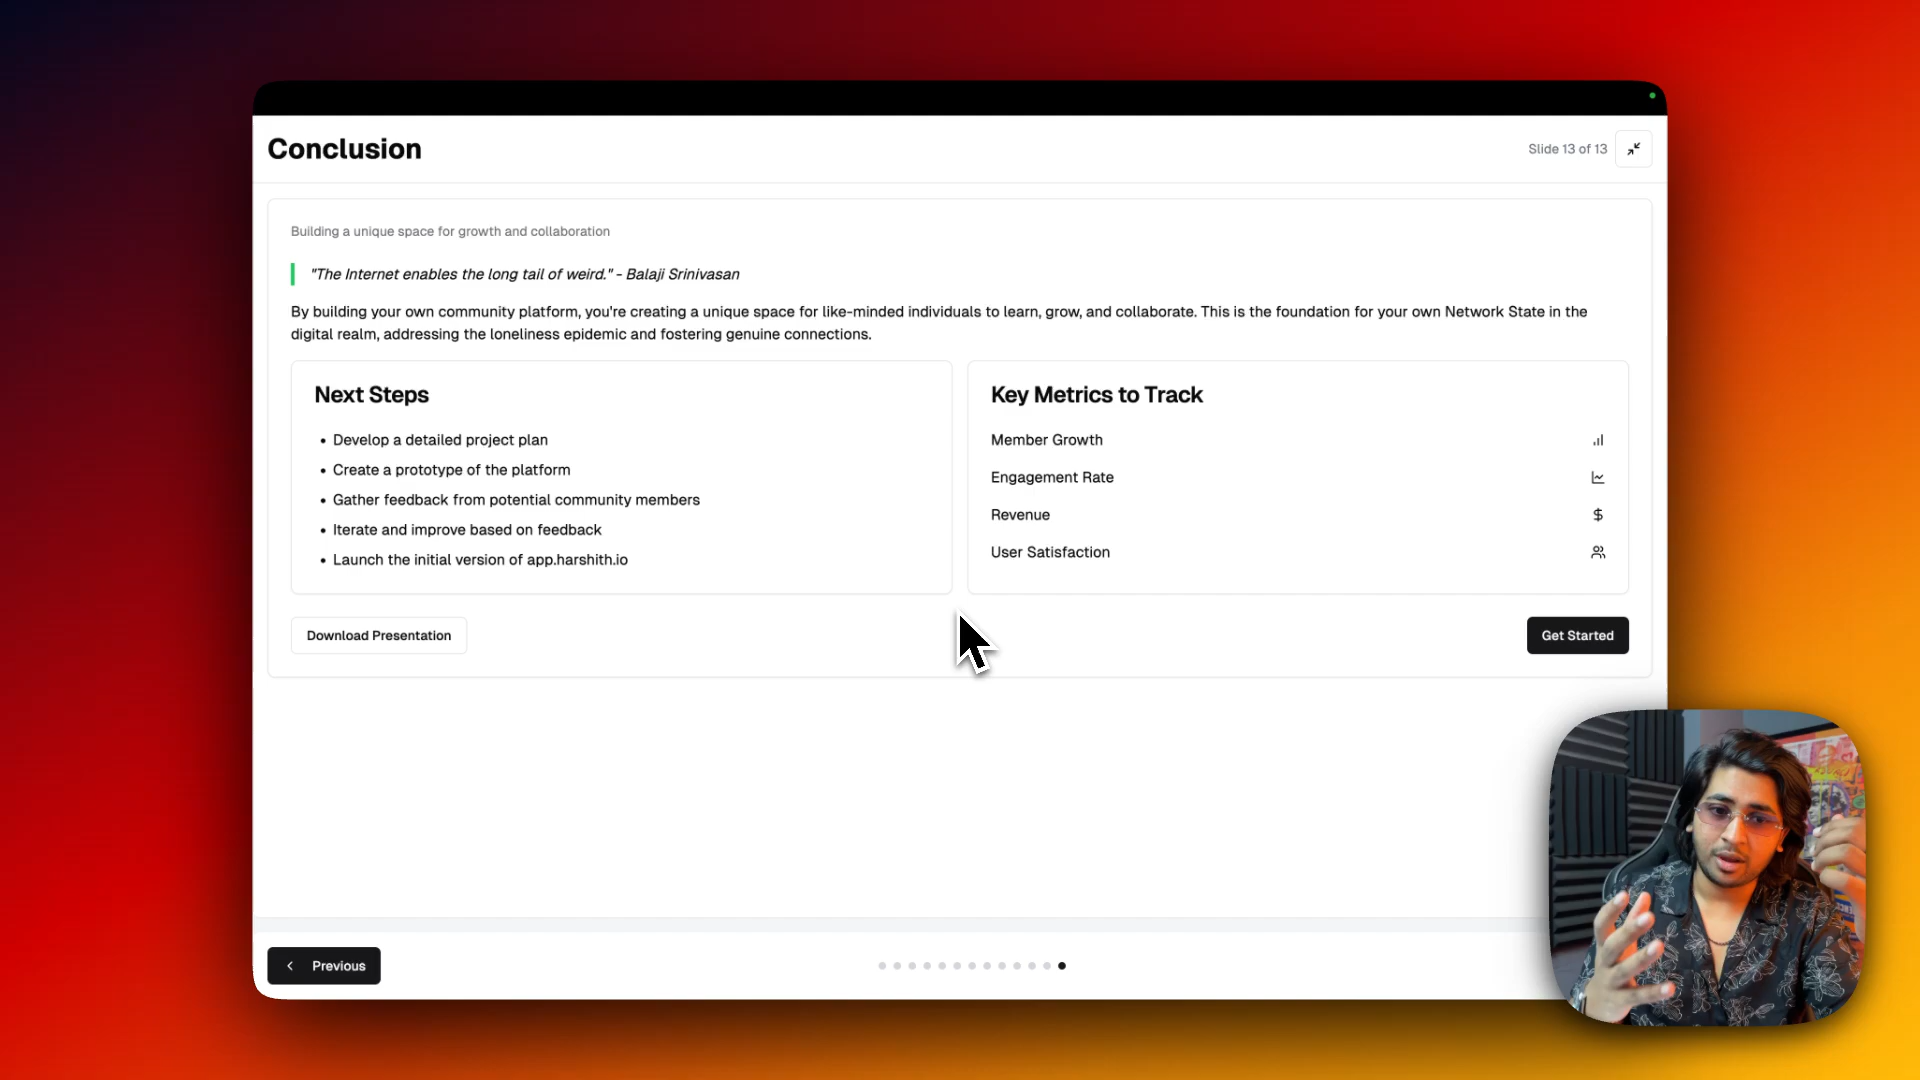 Conclusion
Slide 13 of 13
Building a unique space for growth and collaboration
"The Internet enables the long tail of weird." - Balaji Srinivasan
By building your own community platform, you're creating a unique space for like-minded individuals to learn, grow, and collaborate. This is the foundation for your own Network State in the
digital realm, addressing the loneliness epidemic and fostering genuine connections.
Next Steps
• Develop a detailed project plan
• Create a prototype of the platform
• Gather feedback from potential community members
• Iterate and improve based on feedback
• Launch the initial version of app.harshith.io
Key Metrics to Track
Member Growth
Engagement Rate
Revenue
$
User Satisfaction
Download Presentation
Get Started
Previous